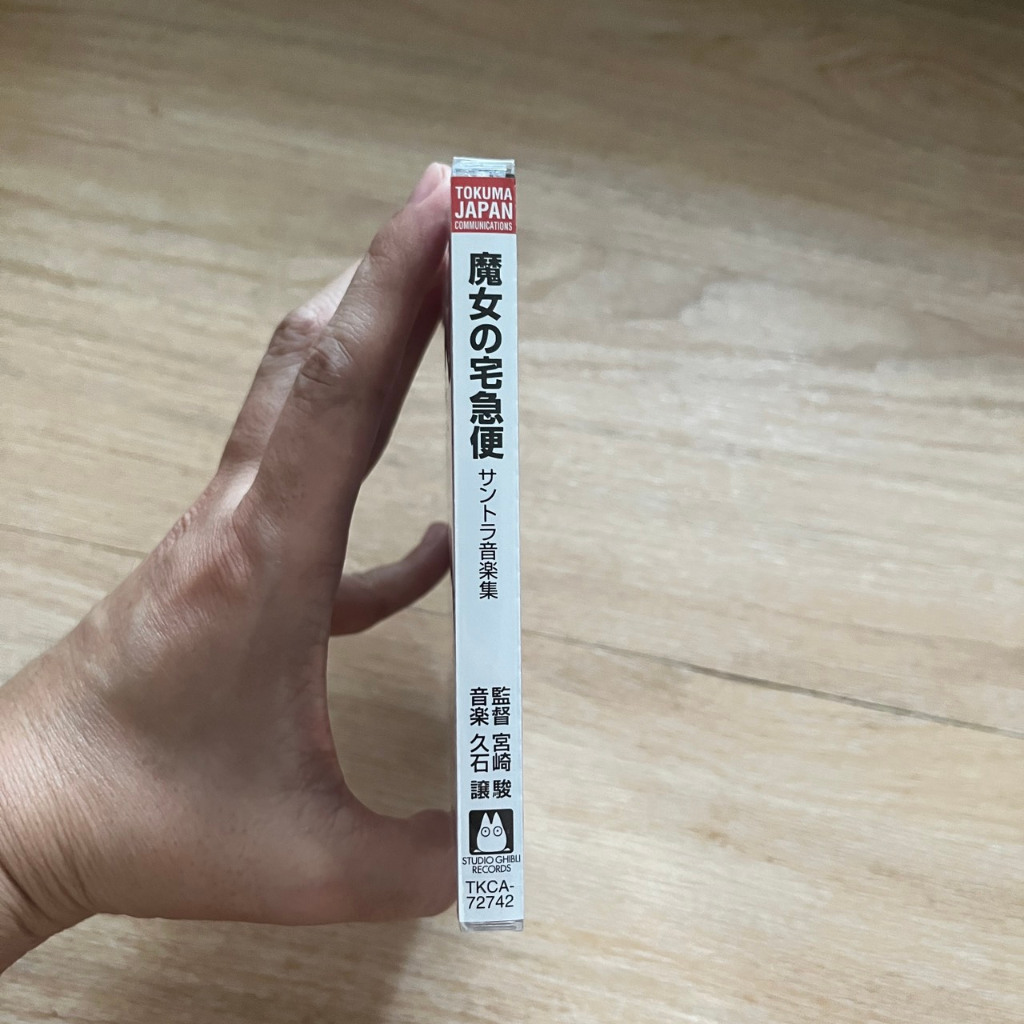 TOKUMA
JAPAN
COMMUNICATIONS
魔女の宅急便
サントラ音楽集
監督 宮崎 駿
音楽 久石 譲
STUDIO GHIBLI
RECORDS
TKCA-
72742